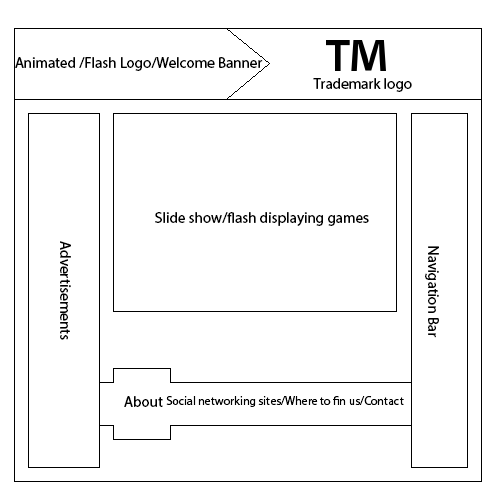 Animated /Flash Logo/Welcome Banner
TM
Trademark logo
Slide show/flash displaying games
Advertisements
Navigation Bar
About Social networking sites/Where to fin us/Contact